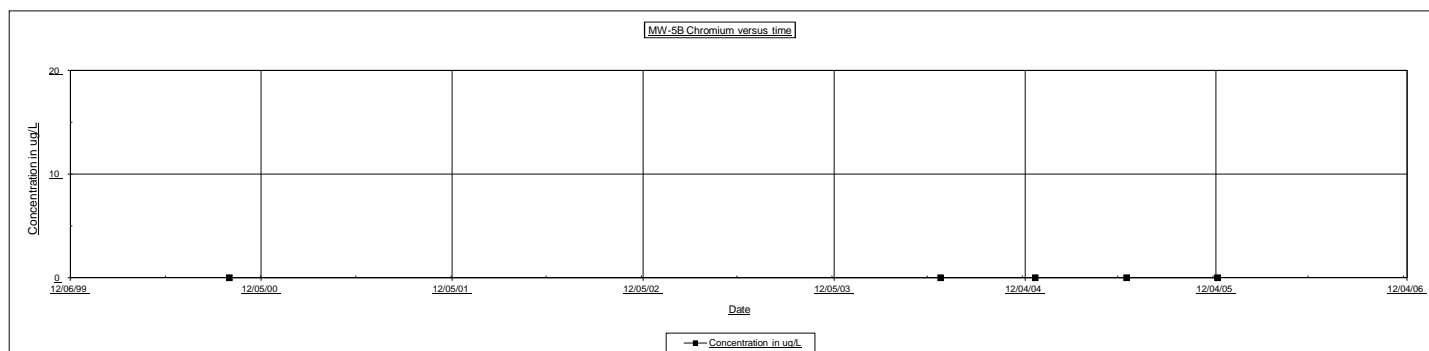 MW-5B Chromium versus time
20
10
0
Concentration in ug/L
12/06/99 12/05/00 12/05/01 12/05/02 12/05/03 12/04/04 12/04/05 12/04/06
Date
Concentration in ug/L